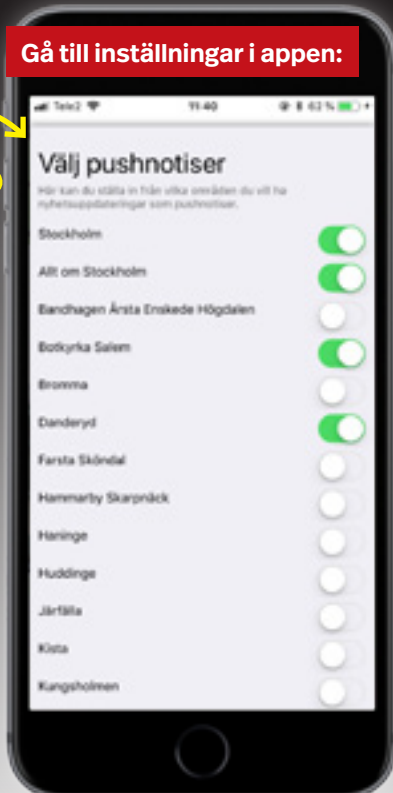 Gå till inställningar i appen:
Tele2 11:40 62 %
Välj pushnotiser
Här kan du ställa in från vilka områden du vill ha
nyhetsuppdateringar som pushnotiser.
Stockholm
Allt om Stockholm
Bandhagen Årsta Enskede Högdalen
Botkyrka Salem
Bromma
Danderyd
Farsta Sköndal
Hammarby Skarpnäck
Haninge
Huddinge
Järfälla
Kista
Kungsholmen